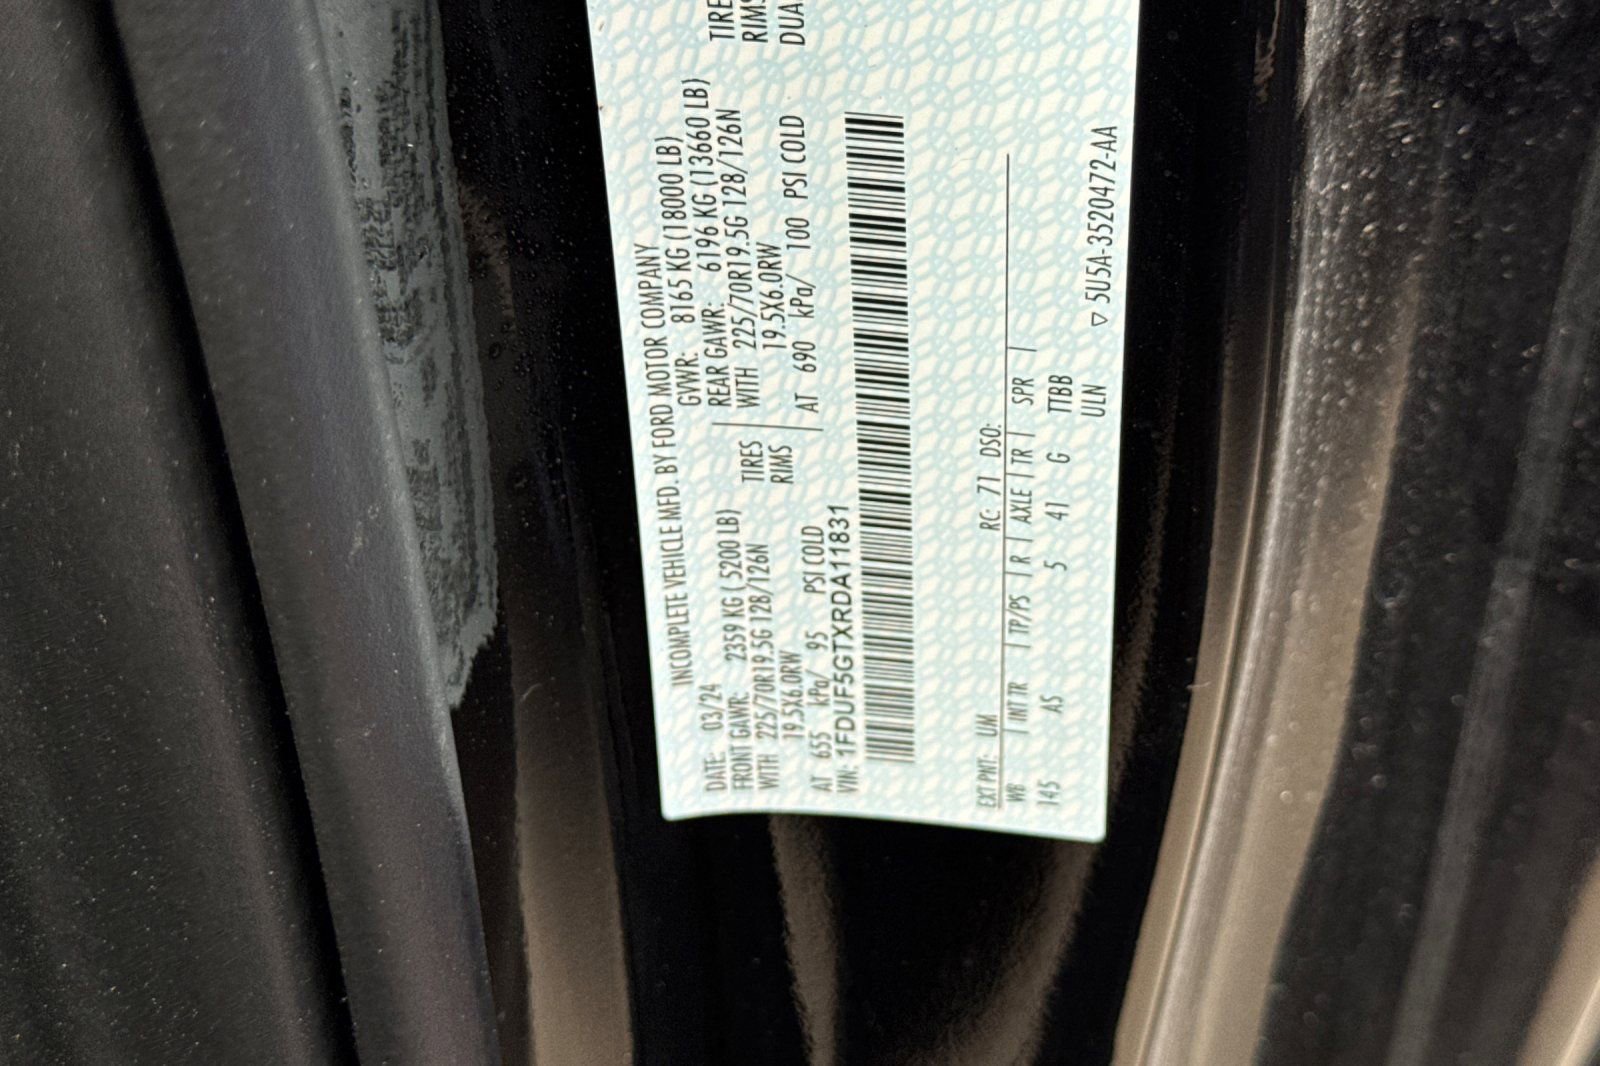 INCOMPLETE VEHICLE MFD. BY FORD MOTOR COMPANY
DATE: 03/24 GVWR: 8165 KG (18000 LB)
FRONT GAWR: 2359 KG (5200 LB) REAR GAWR: 6196 KG (13660 LB)
WITH 225/70R19.5G 128/126N TIRES WITH 225/70R19.5G 128/126N TIRE
19.5X6.0RW RIMS 19.5X6.0RW RIMS
AT 655 kPa/ 95 PSI COLD AT 690 kPa/ 100 PSI COLD DUA
VIN: 1FDUF5GTXRDA11831
EXT PNT: UM RC: 71 DSO:
WB INT TR TP/PS R AXLE TR SPR
145 AS 5 41 G TTBB
ULN
▽ 5U5A-3520472-AA